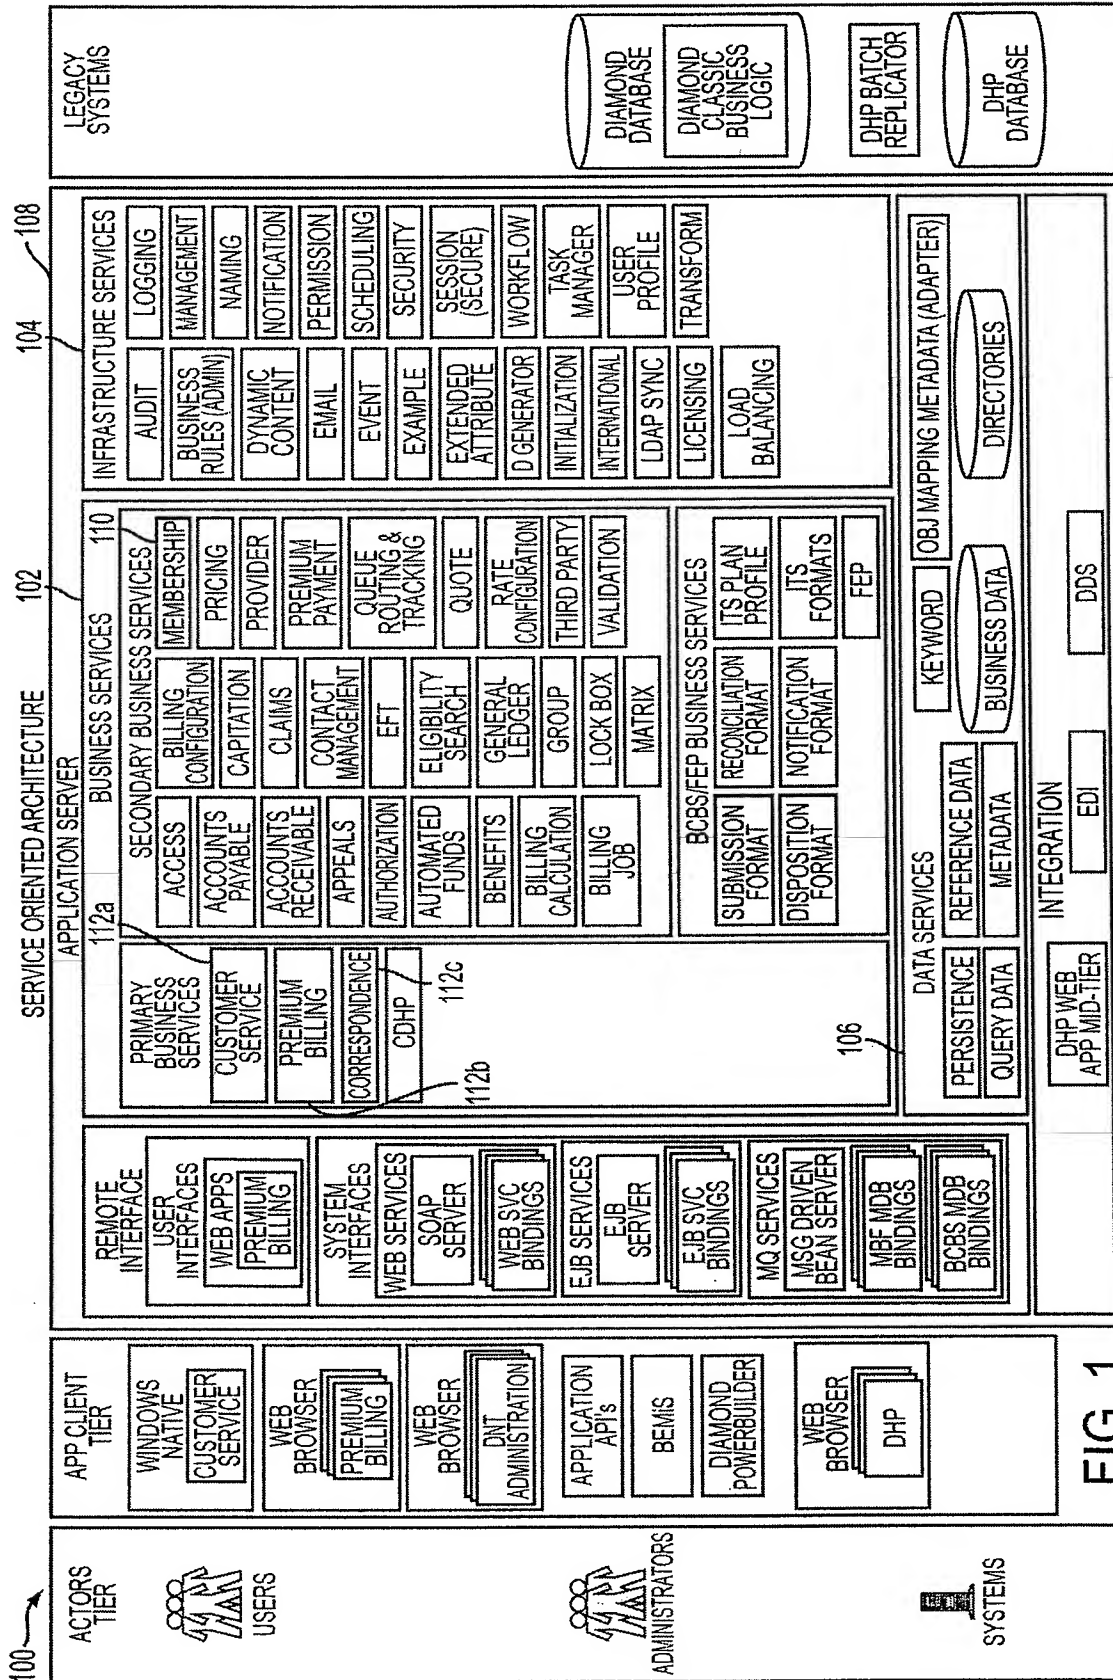 100
ACTORS
TIER
USERS
ADMINISTRATORS
SYSTEMS
APP CLIENT
TIER
WINDOWS
NATIVE
CUSTOMER
SERVICE
WEB
BROWSER
PREMIUM
BILLING
WEB
BROWSER
DNT
ADMINISTRATION
APPLICATION
API's
BEMIS
DIAMOND
POWERBUILDER
WEB
BROWSER
DHP
SERVICE ORIENTED ARCHITECTURE
APPLICATION SERVER
REMOTE
INTERFACE
USER
INTERFACES
WEB APPS
PREMIUM
BILLING
SYSTEM
INTERFACES
WEB SERVICES
SOAP
SERVER
WEB SVC
BINDINGS
EJB SERVICES
EJB
SERVER
EJB SVC
BINDINGS
MQ SERVICES
MSG DRIVEN
BEAN SERVER
MBF MDB
BINDINGS
BCBS MDB
BINDINGS
102
BUSINESS SERVICES
PRIMARY
BUSINESS
SERVICES
112a
CUSTOMER
SERVICE
PREMIUM
BILLING
112b
CORRESPONDENCE
112c
CDHP
SECONDARY BUSINESS SERVICES
110
ACCESS
ACCOUNTS
PAYABLE
ACCOUNTS
RECEIVABLE
APPEALS
AUTHORIZATION
AUTOMATED
FUNDS
BENEFITS
BILLING
CALCULATION
BILLING
JOB
BILLING
CONFIGURATION
CAPITATION
CLAIMS
CONTACT
MANAGEMENT
EFT
ELIGIBILITY
SEARCH
GENERAL
LEDGER
GROUP
LOCK BOX
MATRIX
MEMBERSHIP
PRICING
PROVIDER
PREMIUM
PAYMENT
QUEUE
ROUTING &
TRACKING
QUOTE
RATE
CONFIGURATION
THIRD PARTY
VALIDATION
BCBS/FEP BUSINESS SERVICES
SUBMISSION
FORMAT
DISPOSITION
FORMAT
RECONCILIATION
FORMAT
NOTIFICATION
FORMAT
ITS PLAN
PROFILE
ITS
FORMATS
FEP
104
108
INFRASTRUCTURE SERVICES
AUDIT
BUSINESS
RULES (ADMIN)
DYNAMIC
CONTENT
EMAIL
EVENT
EXAMPLE
EXTENDED
ATTRIBUTE
D GENERATOR
INITIALIZATION
INTERNATIONAL
LDAP SYNC
LICENSING
LOAD
BALANCING
LOGGING
MANAGEMENT
NAMING
NOTIFICATION
PERMISSION
SCHEDULING
SECURITY
SESSION
(SECURE)
WORKFLOW
TASK
MANAGER
USER
PROFILE
TRANSFORM
106
DATA SERVICES
PERSISTENCE
QUERY DATA
REFERENCE DATA
METADATA
KEYWORD
OBJ MAPPING METADATA (ADAPTER)
BUSINESS DATA
DIRECTORIES
INTEGRATION
DHP WEB
APP MID-TIER
EDI
DDS
LEGACY
SYSTEMS
DIAMOND
DATABASE
DIAMOND
CLASSIC
BUSINESS
LOGIC
DHP BATCH
REPLICATOR
DHP
DATABASE
FIG. 1